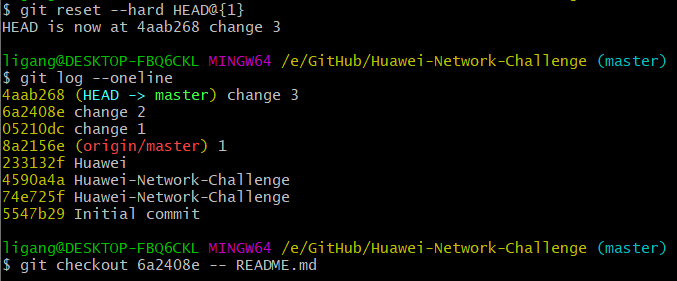 $ git reset --hard HEAD@{1}
HEAD is now at 4aab268 change 3
ligang@DESKTOP-FBQ6CKL MINGW64 /e/GitHub/Huawei-Network-Challenge (master)
$ git log --oneline
4aab268 (HEAD -> master) change 3
6a2408e change 2
05210dc change 1
8a2156e (origin/master) 1
233132f Huawei
4590a4a Huawei-Network-Challenge
74e725f Huawei-Network-Challenge
5547b29 Initial commit
ligang@DESKTOP-FBQ6CKL MINGW64 /e/GitHub/Huawei-Network-Challenge (master)
$ git checkout 6a2408e -- README.md